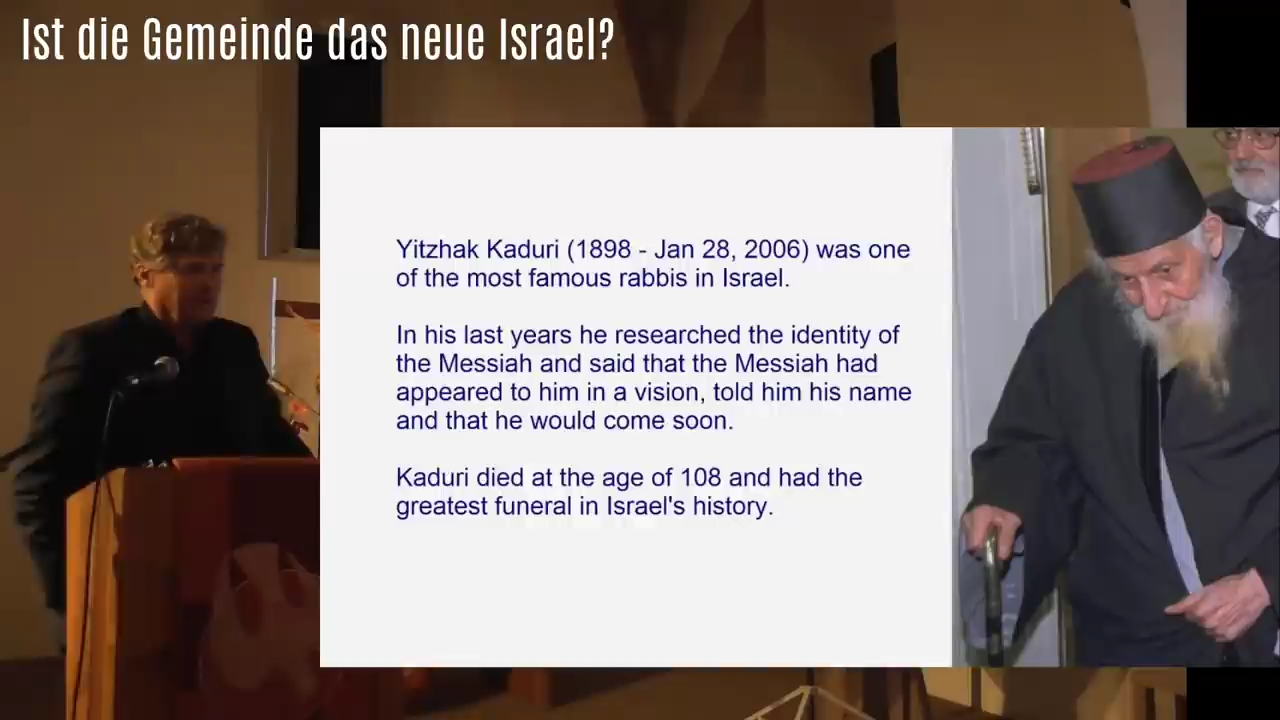 Ist die Gemeinde das neue Israel?
Yitzhak Kaduri (1898 - Jan 28, 2006) was one
of the most famous rabbis in Israel.
In his last years he researched the identity of
the Messiah and said that the Messiah had
appeared to him in a vision, told him his name
and that he would come soon.
Kaduri died at the age of 108 and had the
greatest funeral in Israel's history.